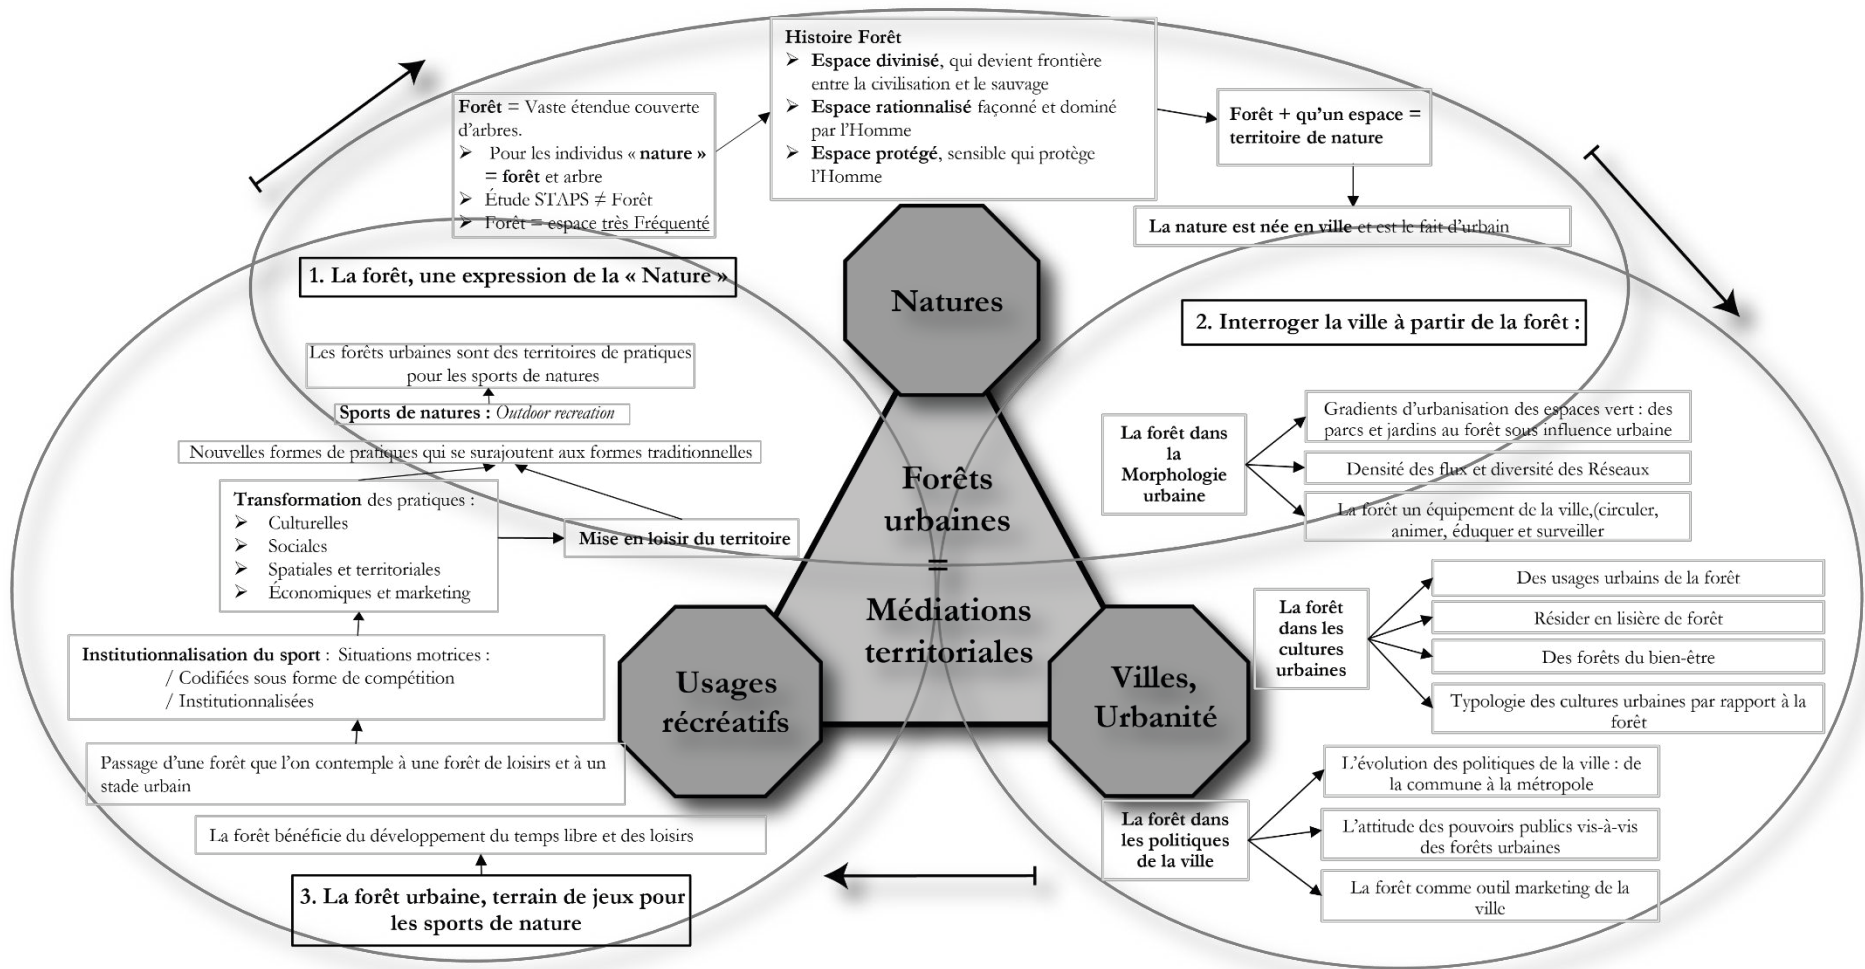 Histoire Forêt
➢ Espace divinisé, qui devient frontière
entre la civilisation et le sauvage
➢ Espace rationnalisé façonné et dominé
par l'Homme
➢ Espace protégé, sensible qui protège
l'Homme
Forêt = Vaste étendue couverte
d'arbres.
➢ Pour les individus « nature »
= forêt et arbre
➢ Étude STAPS ≠ Forêt
➢ Forêt = espace très Fréquenté
Forêt + qu'un espace =
territoire de nature
La nature est née en ville et est le fait d'urbain
1. La forêt, une expression de la « Nature »
Natures
2. Interroger la ville à partir de la forêt :
Les forêts urbaines sont des territoires de pratiques
pour les sports de natures
Sports de natures : Outdoor recreation
Nouvelles formes de pratiques qui se surajoutent aux formes traditionnelles
Transformation des pratiques :
➢ Culturelles
➢ Sociales
➢ Spatiales et territoriales
➢ Économiques et marketing
Mise en loisir du territoire
Institutionnalisation du sport : Situations motrices :
/ Codifiées sous forme de compétition
/ Institutionnalisées
Passage d'une forêt que l'on contemple à une forêt de loisirs et à un
stade urbain
La forêt bénéficie du développement du temps libre et des loisirs
3. La forêt urbaine, terrain de jeux pour
les sports de nature
Forêts
urbaines
=
Médiations
territoriales
Usages
récréatifs
Villes,
Urbanité
La forêt dans
la
Morphologie
urbaine
Gradients d'urbanisation des espaces vert : des
parcs et jardins au forêt sous influence urbaine
Densité des flux et diversité des Réseaux
La forêt un équipement de la ville,(circuler,
animer, éduquer et surveiller
La forêt
dans les
cultures
urbaines
Des usages urbains de la forêt
Résider en lisière de forêt
Des forêts du bien-être
Typologie des cultures urbaines par rapport à la
forêt
La forêt dans
les politiques
de la ville
L'évolution des politiques de la ville : de
la commune à la métropole
L'attitude des pouvoirs publics vis-à-vis
des forêts urbaines
La forêt comme outil marketing de la
ville